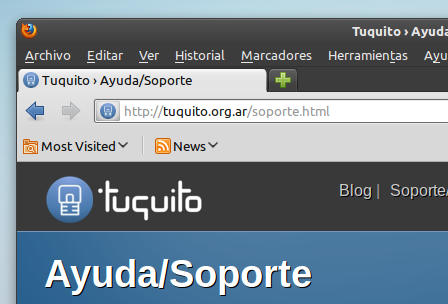 Tuquito › Ayuda
Archivo Editar Ver Historial Marcadores Herramientas Ayu
Tuquito › Ayuda/Soporte
http://tuquito.org.ar/soporte.html
Most Visited News
tuquito Blog | Soporte/
Ayuda/Soporte